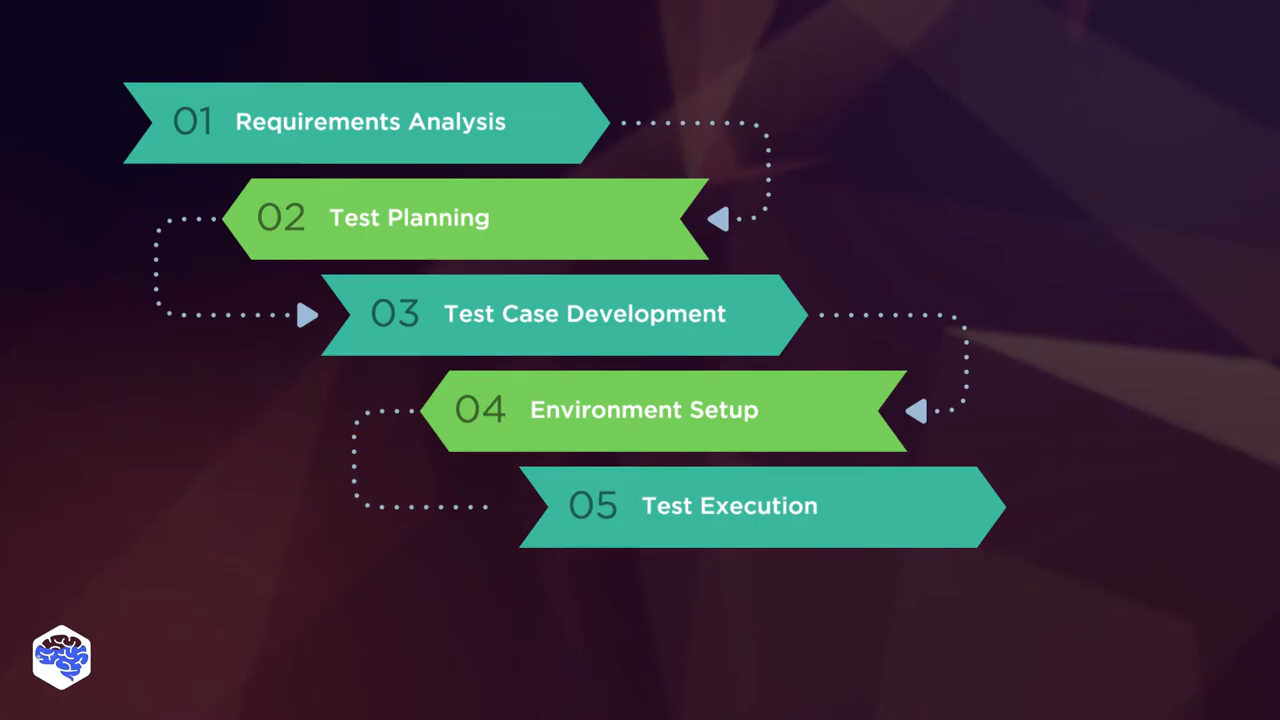 01 Requirements Analysis
02 Test Planning
03 Test Case Development
04 Environment Setup
05 Test Execution